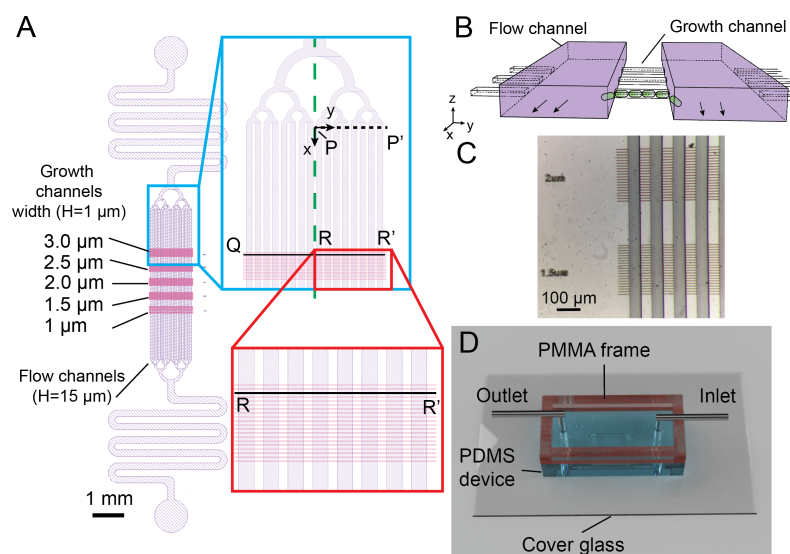 A
Growth
channels
width (H=1 µm)
3.0 µm
2.5 µm
2.0 µm
1.5 µm
1 µm
Flow channels
(H=15 µm)
1 mm
y
x
P
P'
Q
R
R'
R
R'
B
Flow channel
Growth channel
z
y
x
C
2um
1.5um
100 µm
D
PMMA frame
Outlet
Inlet
PDMS
device
Cover glass